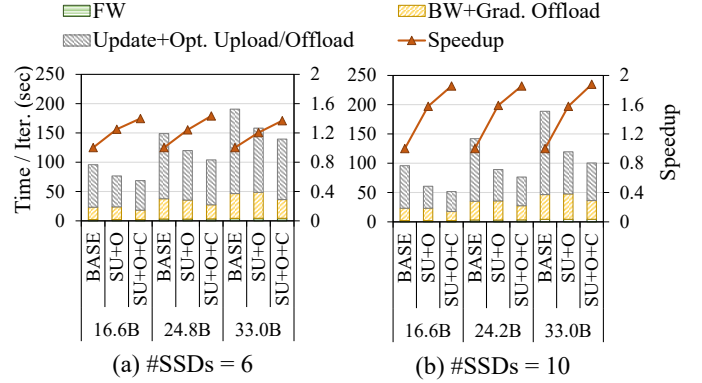 FW
BW+Grad. Offload
Update+Opt. Upload/Offload
Speedup
Time / Iter. (sec)
250
200
150
100
50
0
2
1.6
1.2
0.8
0.4
0
BASE
SU+O
SU+O+C
BASE
SU+O
SU+O+C
BASE
SU+O
SU+O+C
16.6B
24.8B
33.0B
(a) #SSDs = 6
250
200
150
100
50
0
2
1.6
1.2
0.8
0.4
0
Speedup
BASE
SU+O
SU+O+C
BASE
SU+O
SU+O+C
BASE
SU+O
SU+O+C
16.6B
24.2B
33.0B
(b) #SSDs = 10